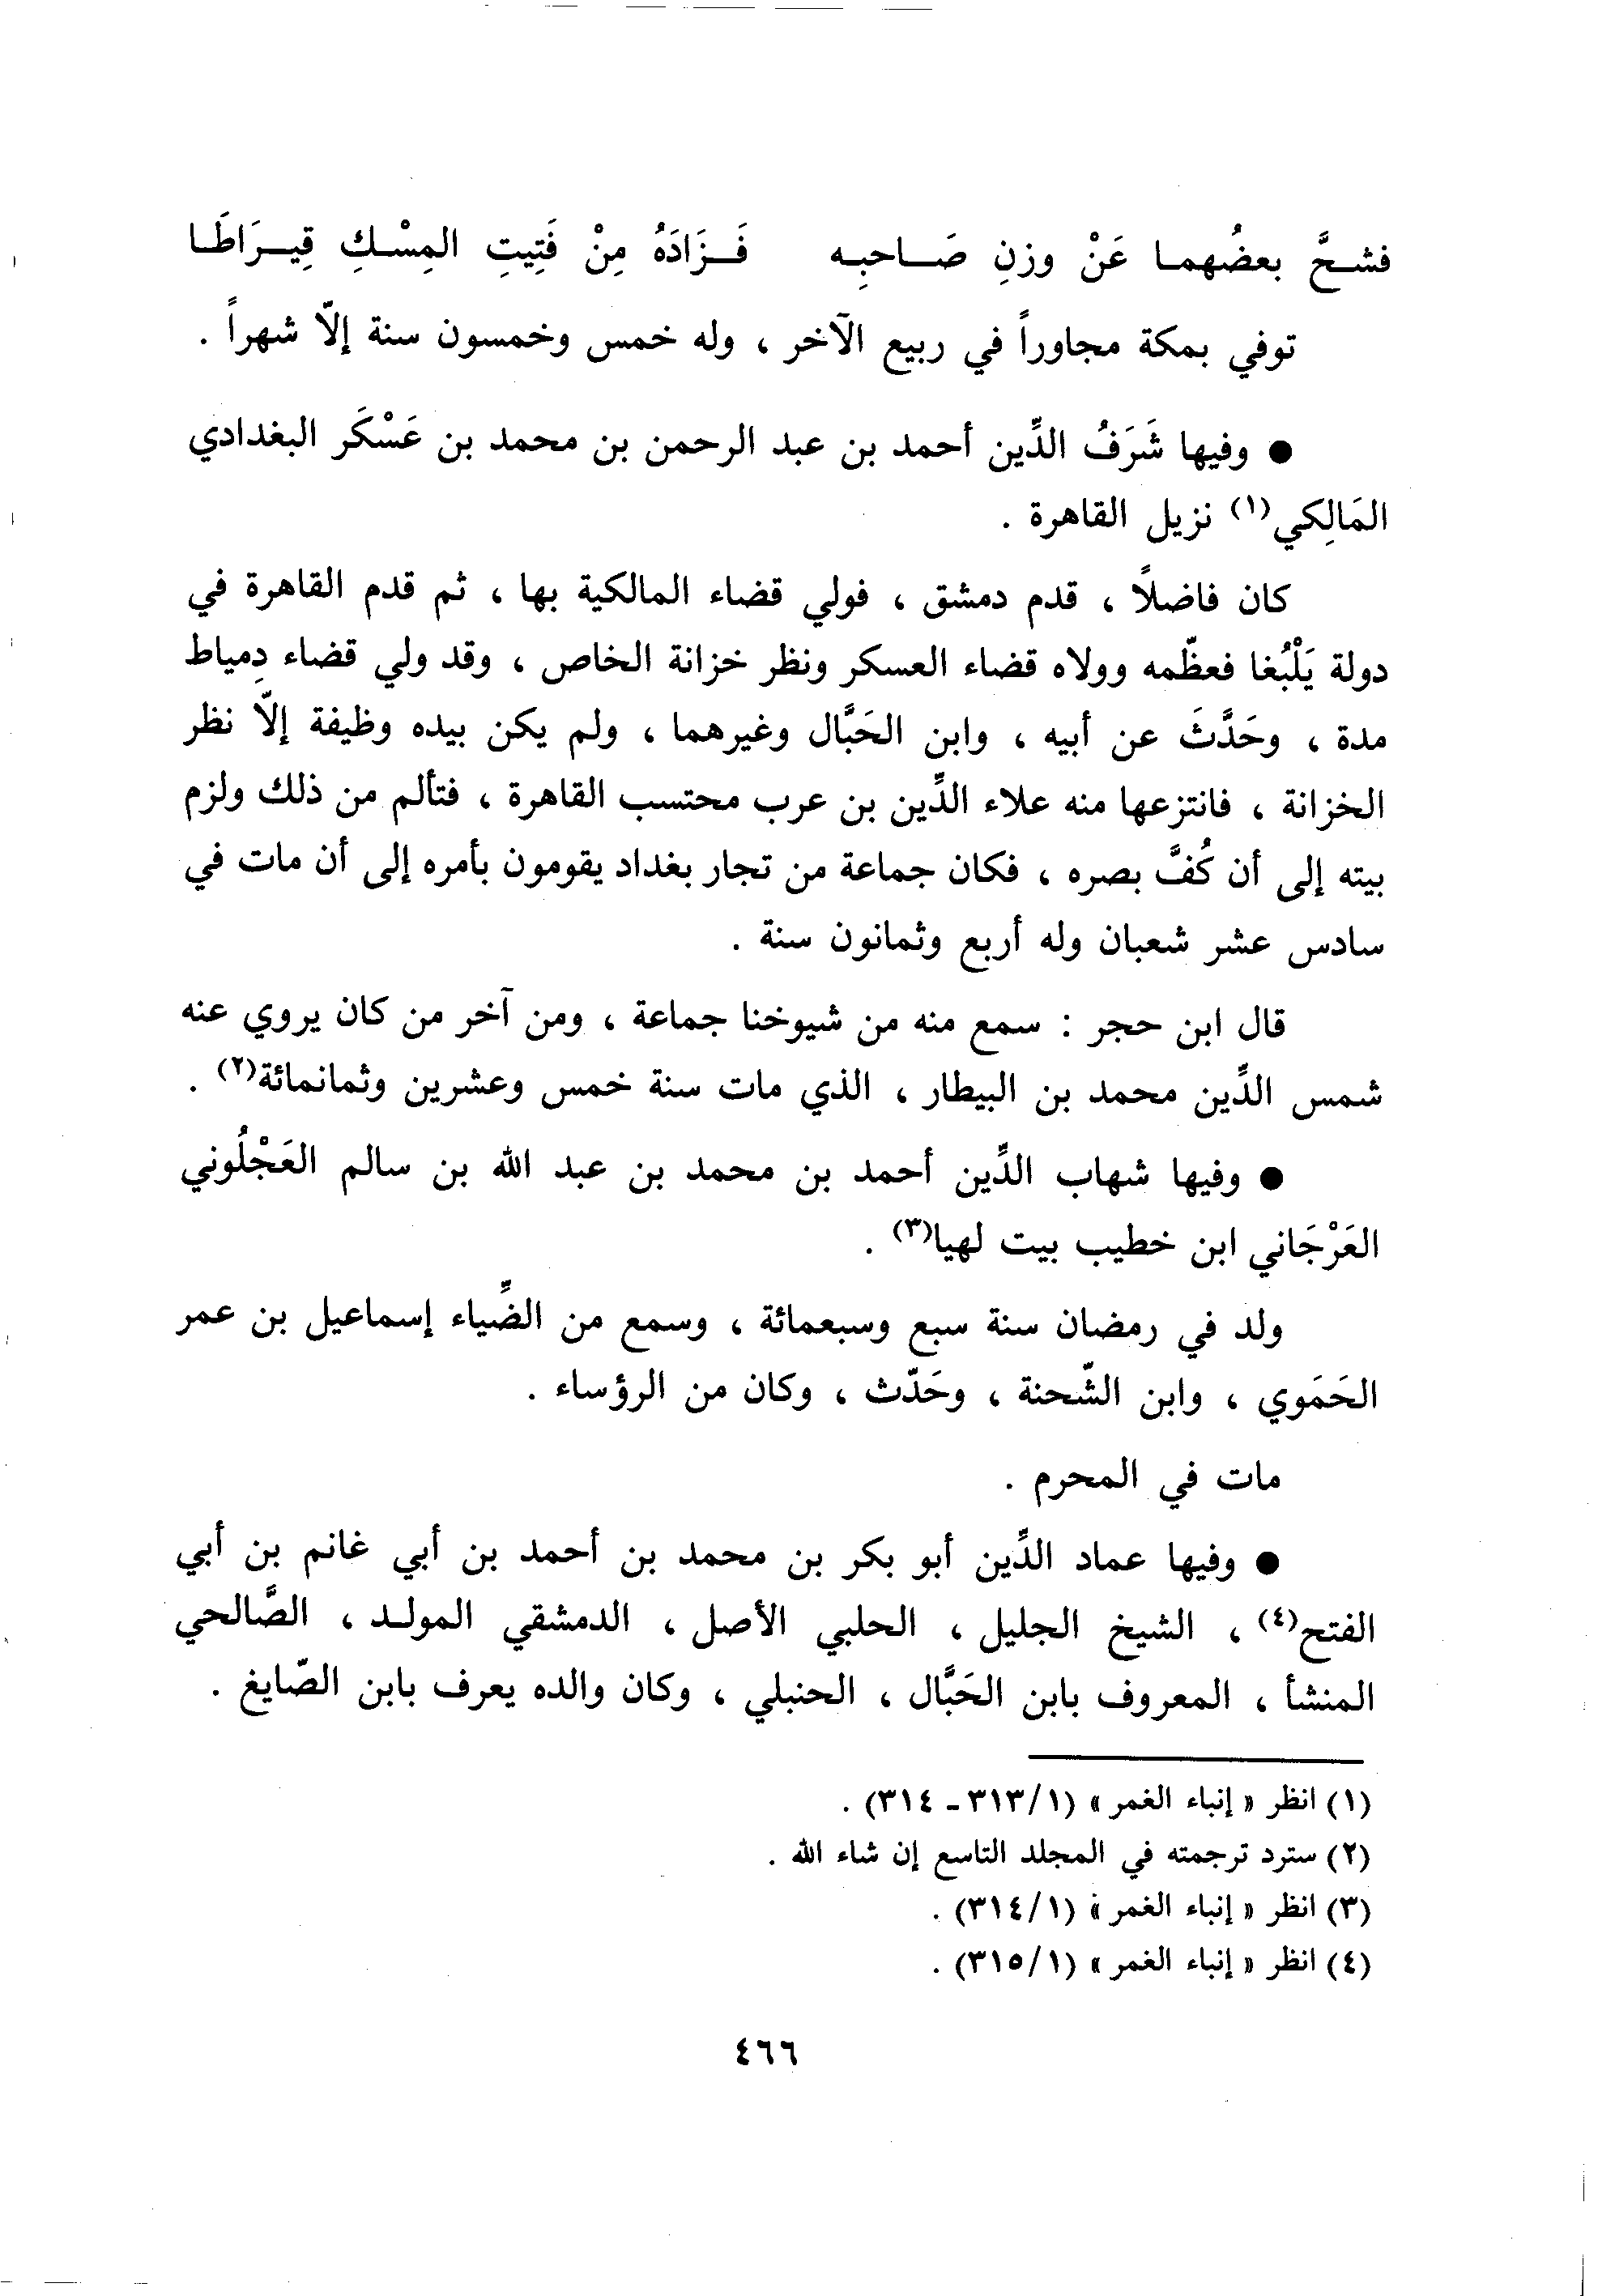 فشحَّ بعضُهما عَنْ وزنِ صَاحبِه فَزَادَهُ مِنْ فَتِيتِ المِسْكِ قِيرَاطَا
توفي بمكة مجاوراً في ربيع الآخر ، وله خمس وخمسون سنة إلّا شهراً .
● وفيها شَرَفُ الدِّين أحمد بن عبد الرحمن بن محمد بن عَسْكَر البغدادي
المَالِكي(١) نزيل القاهرة .
كان فاضلاً ، قدم دمشق ، فولي قضاء المالكية بها ، ثم قدم القاهرة في
دولة يَلْبُغا فعظّمه وولاه قضاء العسكر ونظر خزانة الخاص ، وقد ولي قضاء دِمياط
مدة ، وحَدَّثَ عن أبيه ، وابن الحَبَّال وغيرهما ، ولم يكن بيده وظيفة إلّا نظر
الخزانة ، فانتزعها منه علاء الدِّين بن عرب محتسب القاهرة ، فتألم من ذلك ولزم
بيته إلى أن كُفَّ بصره ، فكان جماعة من تجار بغداد يقومون بأمره إلى أن مات في
سادس عشر شعبان وله أربع وثمانون سنة .
قال ابن حجر : سمع منه من شيوخنا جماعة ، ومن آخر من كان يروي عنه
شمس الدِّين محمد بن البيطار ، الذي مات سنة خمس وعشرين وثمانمائة(٢) .
● وفيها شهاب الدِّين أحمد بن محمد بن عبد الله بن سالم العَجْلُوني
العَرْجَاني ابن خطيب بيت لهيا(٣) .
ولد في رمضان سنة سبع وسبعمائة ، وسمع من الضِّياء إسماعيل بن عمر
الحَمَوي ، وابن الشّحنة ، وحَدّث ، وكان من الرؤساء .
مات في المحرم .
● وفيها عماد الدِّين أبو بكر بن محمد بن أحمد بن أبي غانم بن أبي
الفتح(٤) ، الشيخ الجليل ، الحلبي الأصل ، الدمشقي المولد ، الصَّالحي
المنشأ ، المعروف بابن الحَبَّال ، الحنبلي ، وكان والده يعرف بابن الصّايغ .
(١) انظر « إنباء الغمر » (١/ ٣١٣ - ٣١٤) .
(٢) سترد ترجمته في المجلد التاسع إن شاء الله .
(٣) انظر « إنباء الغمر » (١/ ٣١٤) .
(٤) انظر « إنباء الغمر » (١/ ٣١٥) .
٤٦٦